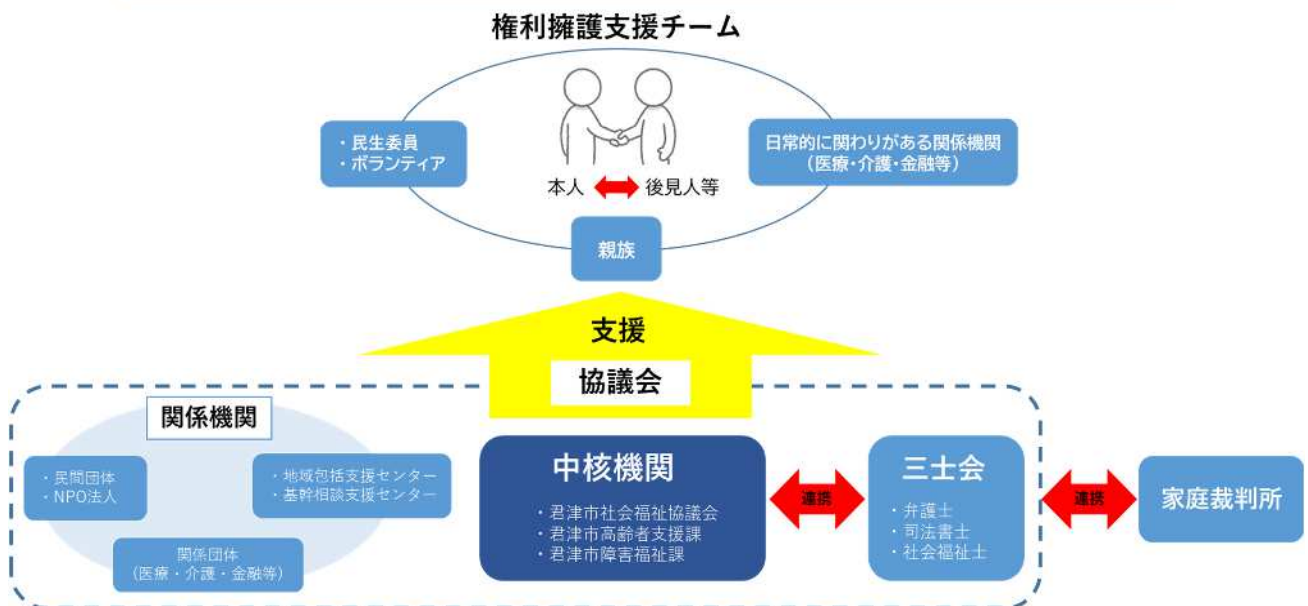 権利擁護支援チーム
・民生委員
・ボランティア
日常的に関わりがある関係機関
（医療・介護・金融等）
本人
後見人等
親族
支援
協議会
関係機関
・民間団体
・NPO法人
・地域包括支援センター
・基幹相談支援センター
関係団体
（医療・介護・金融等）
中核機関
・君津市社会福祉協議会
・君津市高齢者支援課
・君津市障害福祉課
連携
三士会
・弁護士
・司法書士
・社会福祉士
連携
家庭裁判所